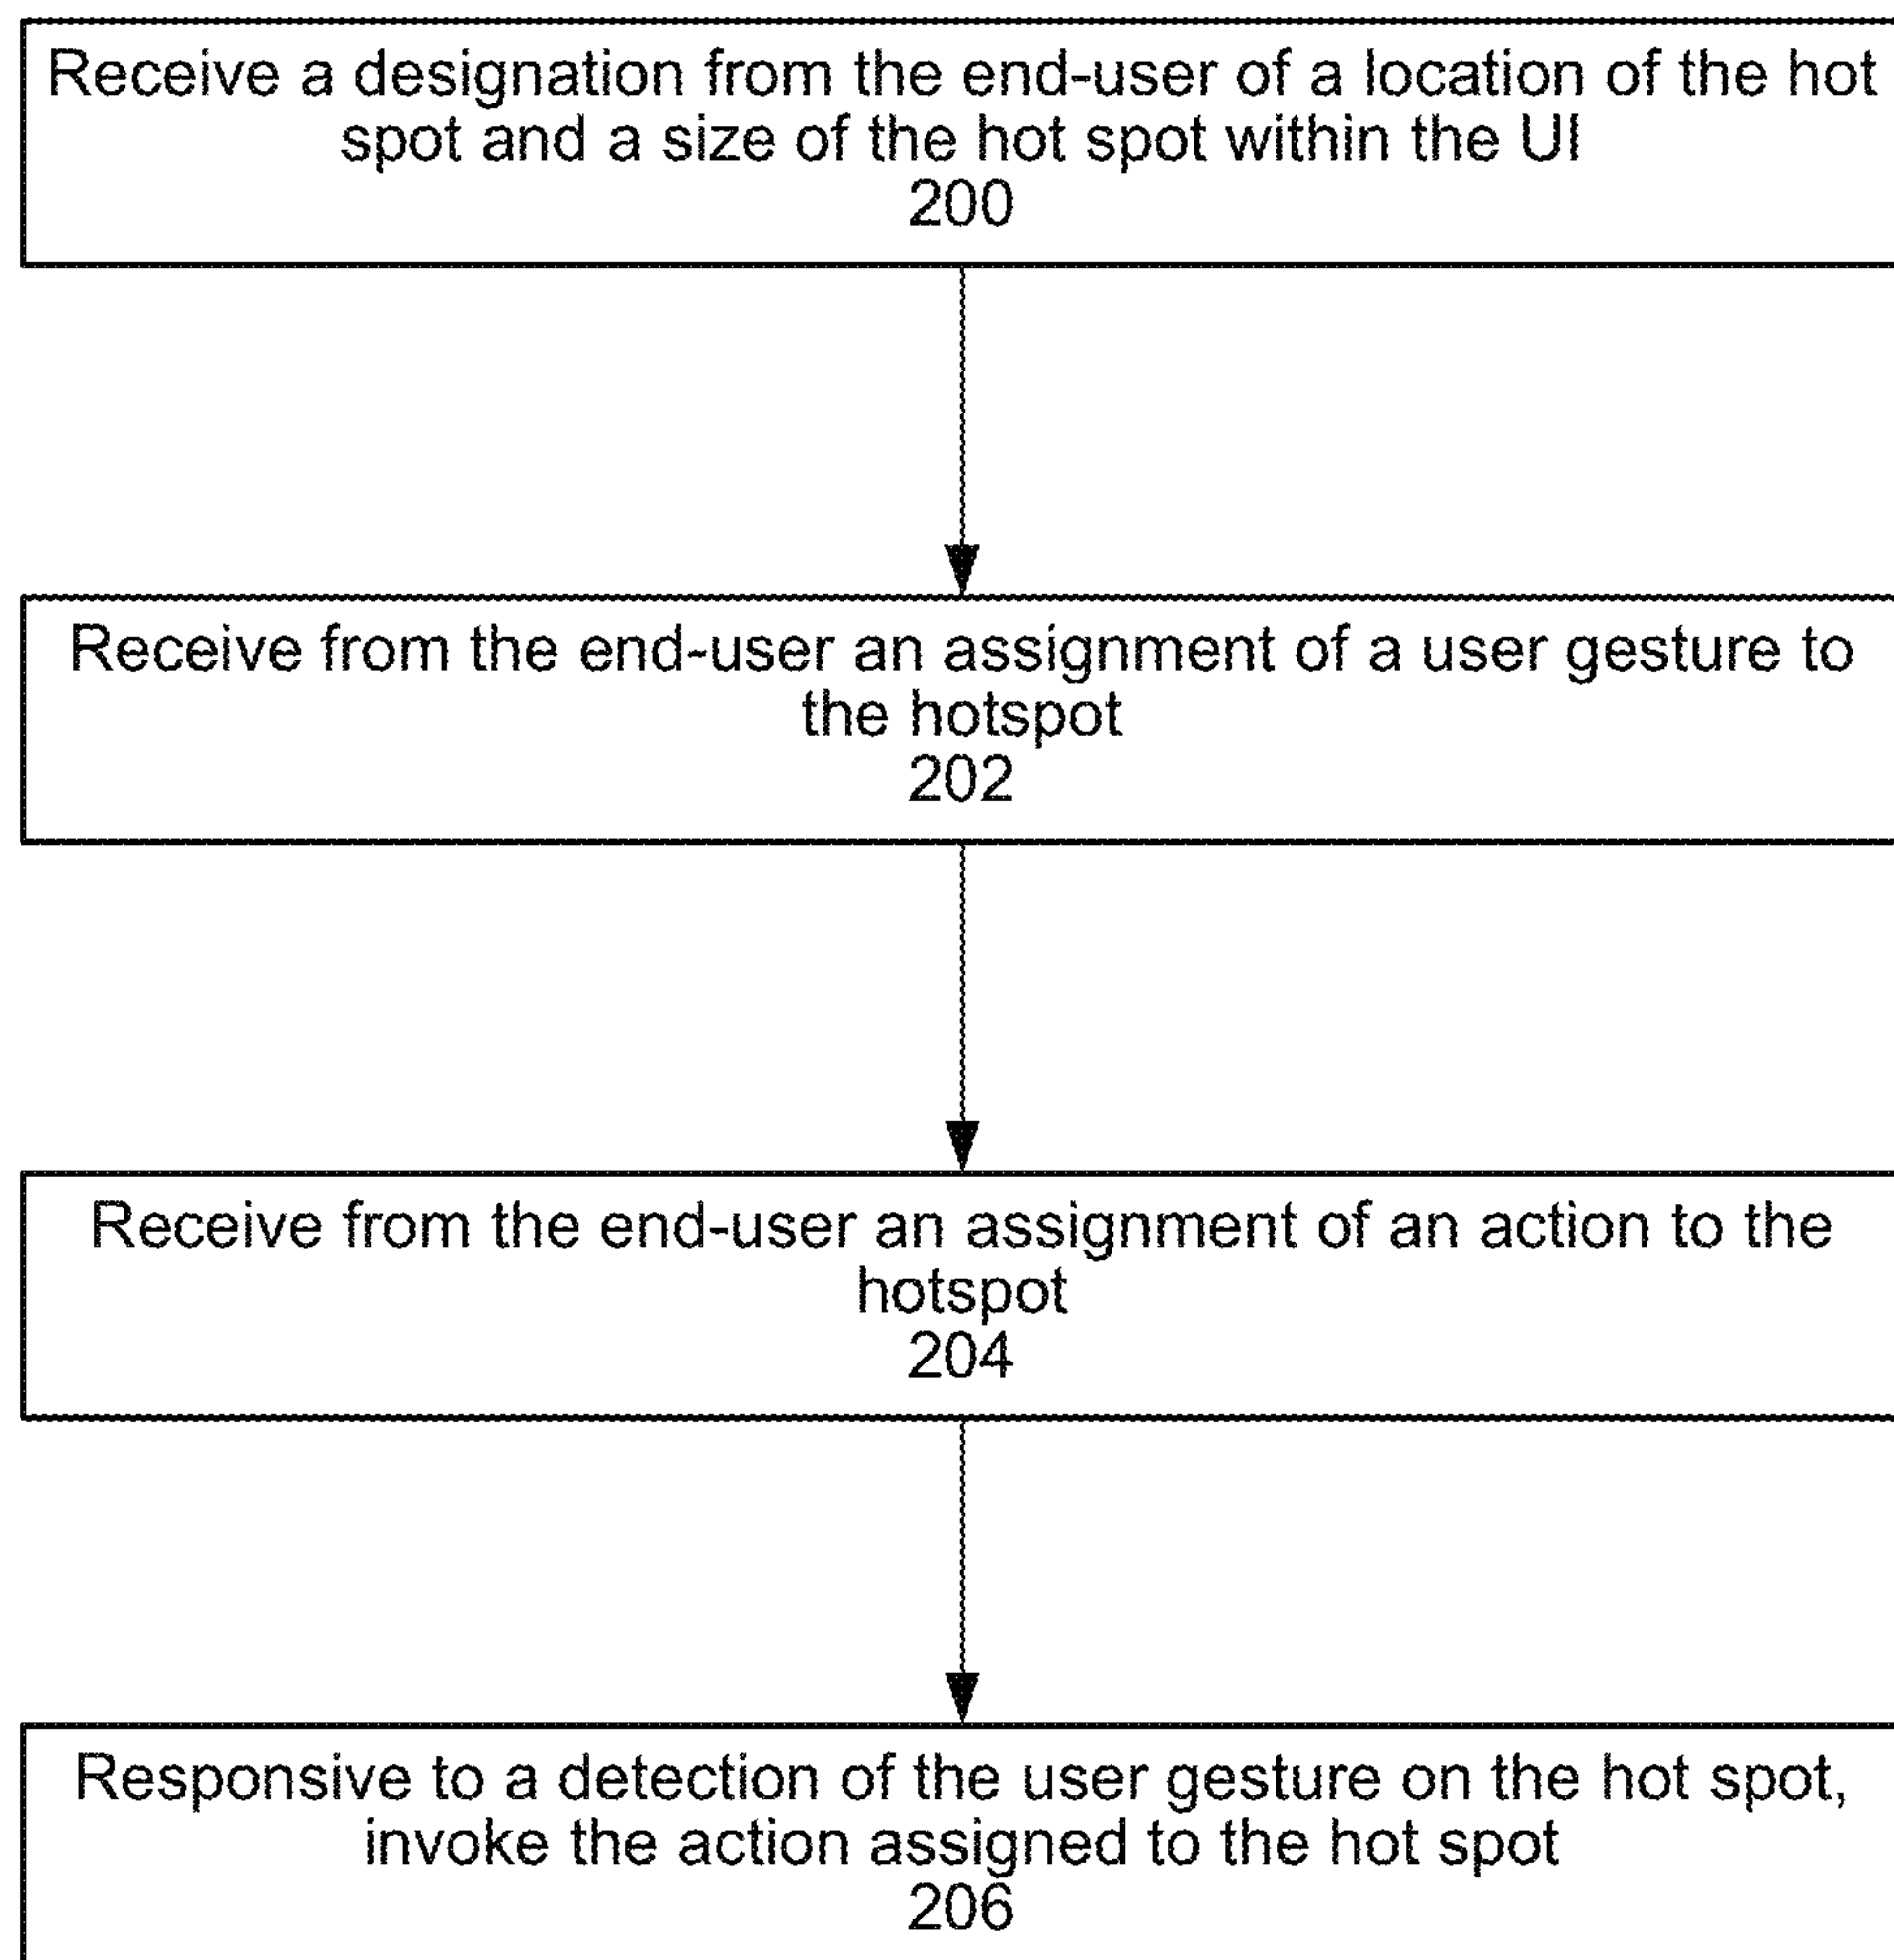 Receive a designation from the end-user of a location of the hot
spot and a size of the hot spot within the UI
200
Receive from the end-user an assignment of a user gesture to
the hotspot
202
Receive from the end-user an assignment of an action to the
hotspot
204
Responsive to a detection of the user gesture on the hot spot,
invoke the action assigned to the hot spot
206